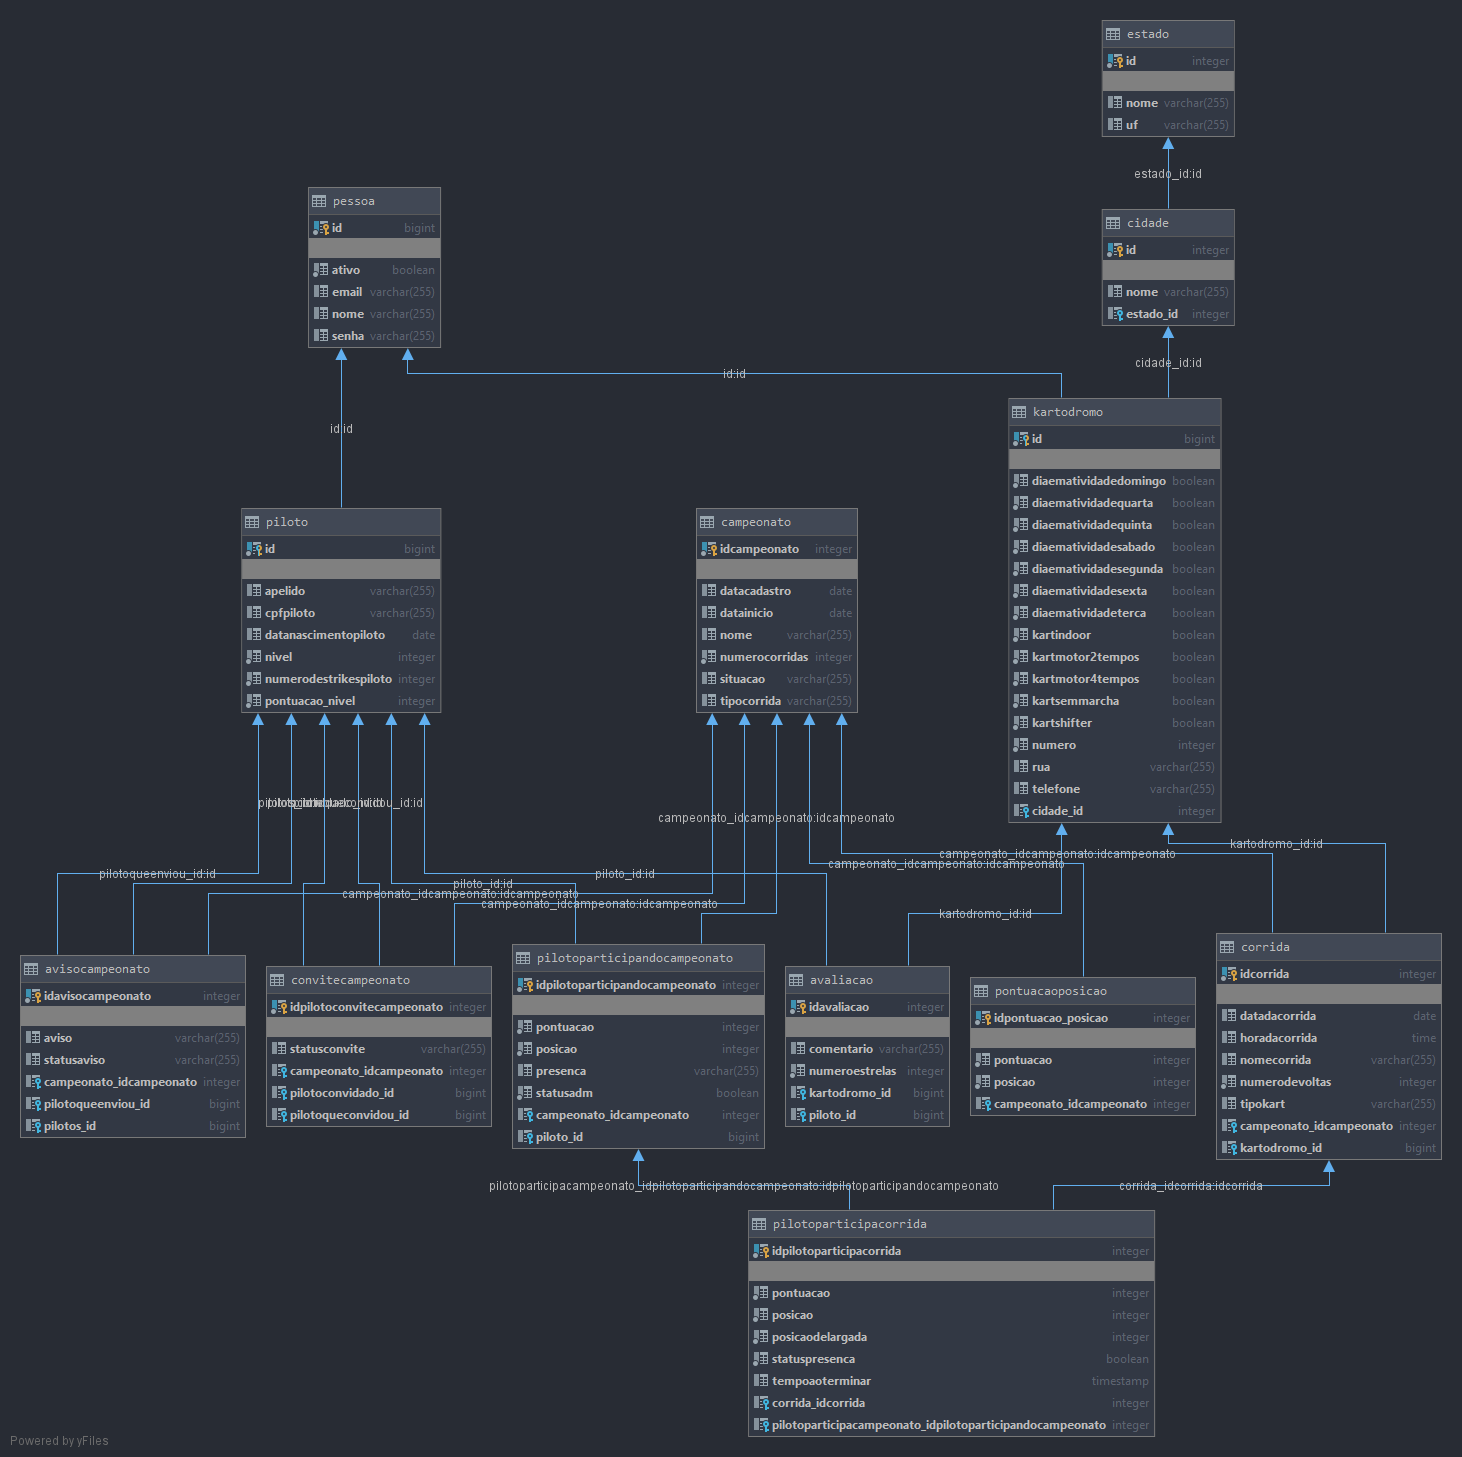 estado
id integer
nome varchar(255)
uf varchar(255)
estado_id:id
cidade
id integer
nome varchar(255)
estado_id integer
cidade_id:id
pessoa
id bigint
ativo boolean
email varchar(255)
nome varchar(255)
senha varchar(255)
id:id
id:id
kartodromo
id bigint
diaematividadedomingo boolean
diaematividadequarta boolean
diaematividadequinta boolean
diaematividadesabado boolean
diaematividadesegunda boolean
diaematividadesexta boolean
diaematividadeterca boolean
kartindoor boolean
kartmotor2tempos boolean
kartmotor4tempos boolean
kartsemmarcha boolean
kartshifter boolean
numero integer
rua varchar(255)
telefone varchar(255)
cidade_id integer
piloto
id bigint
apelido varchar(255)
cpfpiloto varchar(255)
datanascimentopiloto date
nivel integer
numerodestrikespiloto integer
pontuacao_nivel integer
campeonato
idcampeonato integer
datacadastro date
datainicio date
nome varchar(255)
numerocorridas integer
situacao varchar(255)
tipocorrida varchar(255)
campeonato_idcampeonato:idcampeonato
kartodromo_id:id
campeonato_idcampeonato:idcampeonato
campeonato_idcampeonato:idcampeonato
pilotoqueenviou_id:id
piloto_id:id
piloto_id:id
campeonato_idcampeonato:idcampeonato
campeonato_idcampeonato:idcampeonato
kartodromo_id:id
avisocampeonato
idavisocampeonato integer
aviso varchar(255)
statusaviso varchar(255)
campeonato_idcampeonato integer
pilotoqueenviou_id bigint
pilotos_id bigint
convitecampeonato
idpilotoconvitecampeonato integer
statusconvite varchar(255)
campeonato_idcampeonato integer
pilotoconvidado_id bigint
pilotoqueconvidou_id bigint
pilotoparticipandocampeonato
idpilotoparticipandocampeonato integer
pontuacao integer
posicao integer
presenca varchar(255)
statusadm boolean
campeonato_idcampeonato integer
piloto_id bigint
avaliacao
idavaliacao integer
comentario varchar(255)
numeroestrelas integer
kartodromo_id bigint
piloto_id bigint
pontuacaoposicao
idpontuacao_posicao integer
pontuacao integer
posicao integer
campeonato_idcampeonato integer
corrida
idcorrida integer
datadacorrida date
horadacorrida time
nomecorrida varchar(255)
numerodevoltas integer
tipokart varchar(255)
campeonato_idcampeonato integer
kartodromo_id bigint
pilotoparticipacampeonato_idpilotoparticipandocampeonato:idpilotoparticipandocampeonato
corrida_idcorrida:idcorrida
pilotoparticipacorrida
idpilotoparticipacorrida integer
pontuacao integer
posicao integer
posicaodelargada integer
statuspresenca boolean
tempoaoterminar timestamp
corrida_idcorrida integer
pilotoparticipacampeonato_idpilotoparticipandocampeonato integer
Powered by yFiles